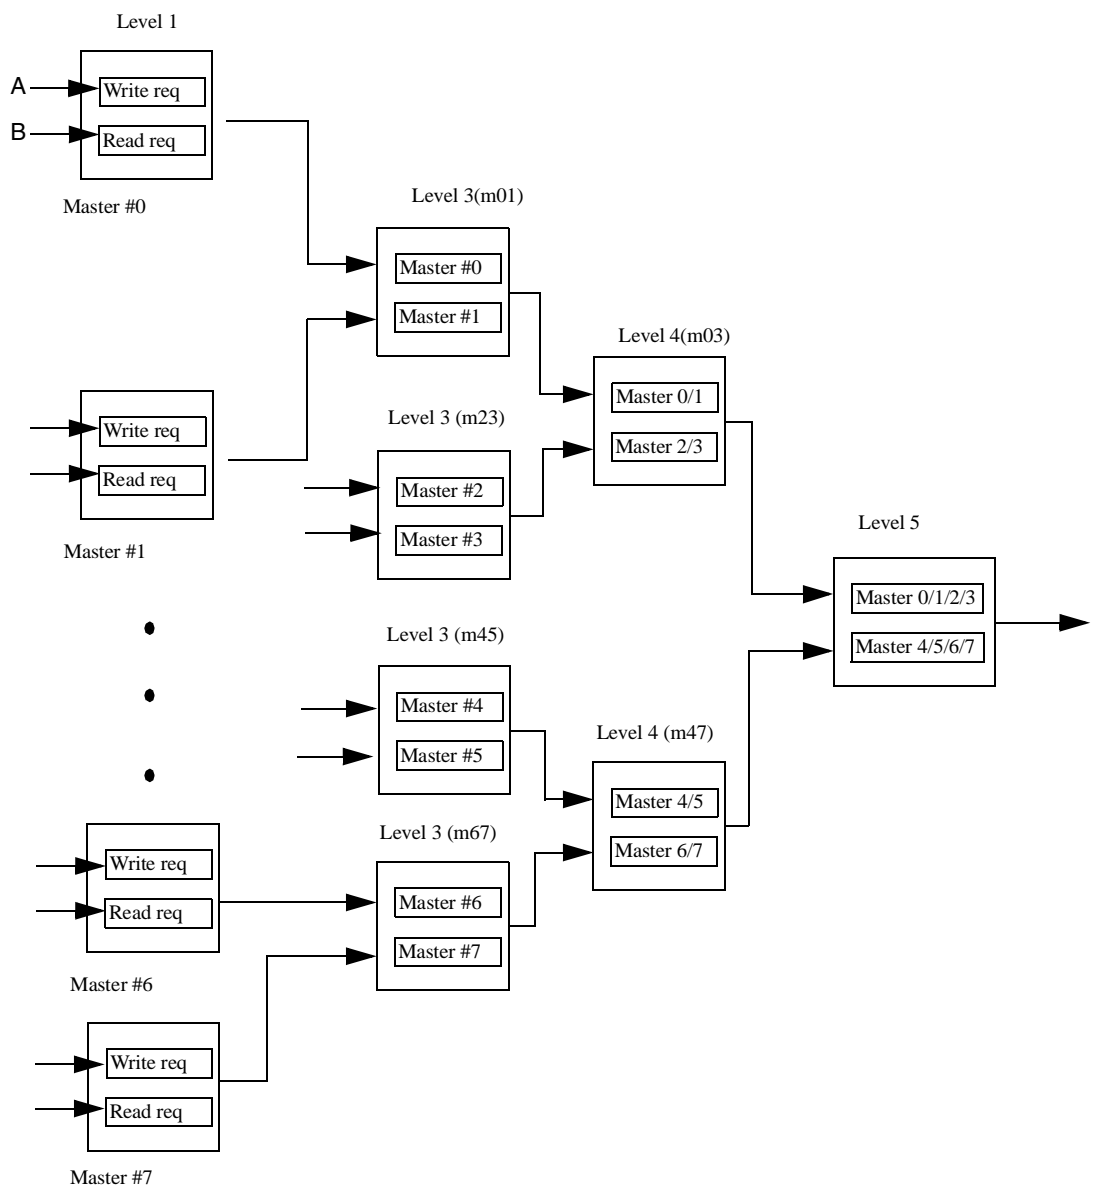 Level 1
A
Write req
B
Read req
Master #0
Level 3(m01)
Master #0
Master #1
Level 4(m03)
Master 0/1
Master 2/3
Write req
Read req
Master #1
Level 3 (m23)
Master #2
Master #3
Level 5
Master 0/1/2/3
Master 4/5/6/7
Level 3 (m45)
Master #4
Master #5
Level 4 (m47)
Master 4/5
Master 6/7
Level 3 (m67)
Master #6
Master #7
Write req
Read req
Master #6
Write req
Read req
Master #7